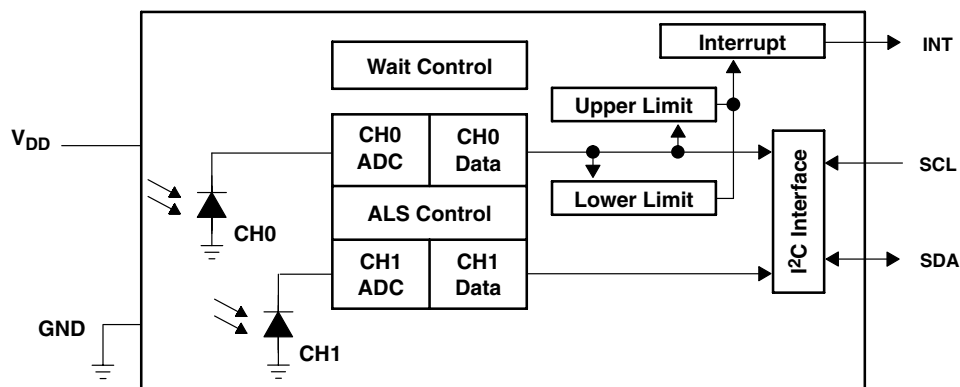 Interrupt
INT
Wait Control
Upper Limit
V_DD
CH0
ADC
CH0
Data
SCL
Lower Limit
ALS Control
CH0
I²C Interface
CH1
ADC
CH1
Data
SDA
GND
CH1